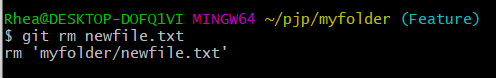 Rhea@DESKTOP-DOFQ1VI MINGW64 ~/pjp/myfolder (Feature)
$ git rm newfile.txt
rm 'myfolder/newfile.txt'